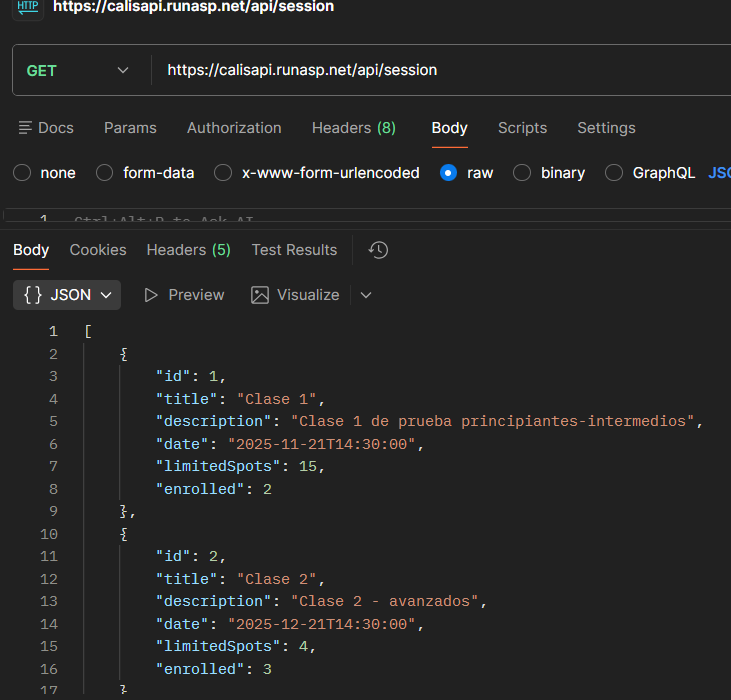 HTTP https://calisapi.runasp.net/api/session
GET https://calisapi.runasp.net/api/session
Docs Params Authorization Headers (8) Body Scripts Settings
none form-data x-www-form-urlencoded raw binary GraphQL JSO
1 Ctrl+Alt+P to Ask AI
Body Cookies Headers (5) Test Results
{} JSON Preview Visualize
1 [
2 {
3 "id": 1,
4 "title": "Clase 1",
5 "description": "Clase 1 de prueba principiantes-intermedios",
6 "date": "2025-11-21T14:30:00",
7 "limitedSpots": 15,
8 "enrolled": 2
9 },
10 {
11 "id": 2,
12 "title": "Clase 2",
13 "description": "Clase 2 - avanzados",
14 "date": "2025-12-21T14:30:00",
15 "limitedSpots": 4,
16 "enrolled": 3
17 }